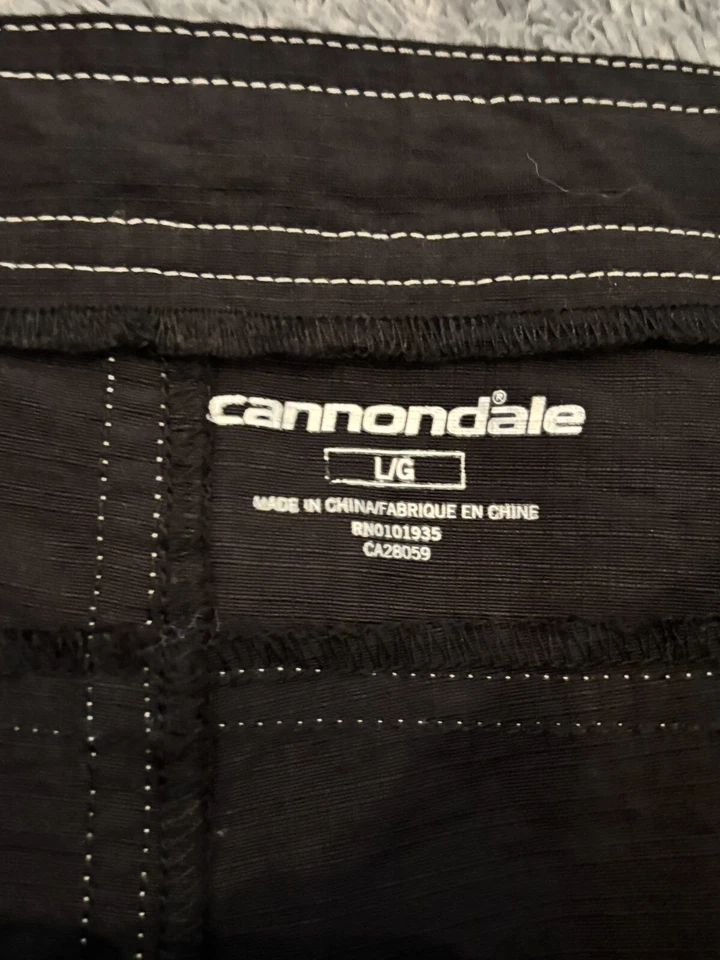 cannondale®
L/G
MADE IN CHINA/FABRIQUE EN CHINE
RN0101935
CA28059